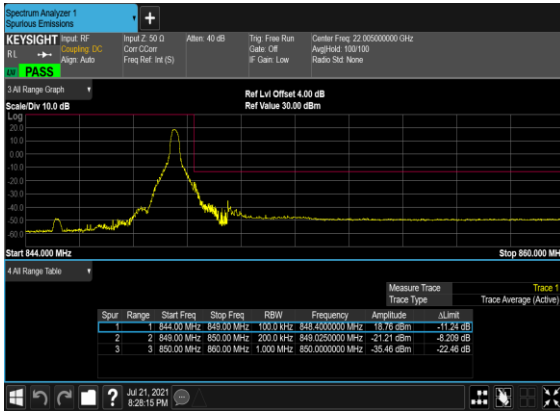 Spectrum Analyzer 1
Spurious Emissions
+
KEYSIGHT Input: RF Input Z: 50 Ω Atten: 40 dB Trig: Free Run Center Freq: 22.005000000 GHz
RL Coupling: DC Corr CCorr Gate: Off Avg|Hold: 100/100
Align: Auto Freq Ref: Int (S) IF Gain: Low Radio Std: None
PASS
3 All Range Graph
Scale/Div 10.0 dB Ref Lvl Offset 4.00 dB
Ref Value 30.00 dBm
Log
20.0
10.0
0.00
-10.0
-20.0
-30.0
-40.0
-50.0
-60.0
Start 844.000 MHz Stop 860.000 MH
4 All Range Table
Measure Trace Trace 1
Trace Type Trace Average (Active)
Spur Range Start Freq Stop Freq RBW Frequency Amplitude ΔLimit
1 1 844.00 MHz 849.00 MHz 100.0 kHz 848.4000000 MHz 18.76 dBm -11.24 dB
2 2 849.00 MHz 850.00 MHz 200.0 kHz 849.0250000 MHz -21.21 dBm -8.209 dB
3 3 850.00 MHz 860.00 MHz 1.000 MHz 850.0000000 MHz -35.46 dBm -22.46 dB
? Jul 21, 2021
8:28:15 PM